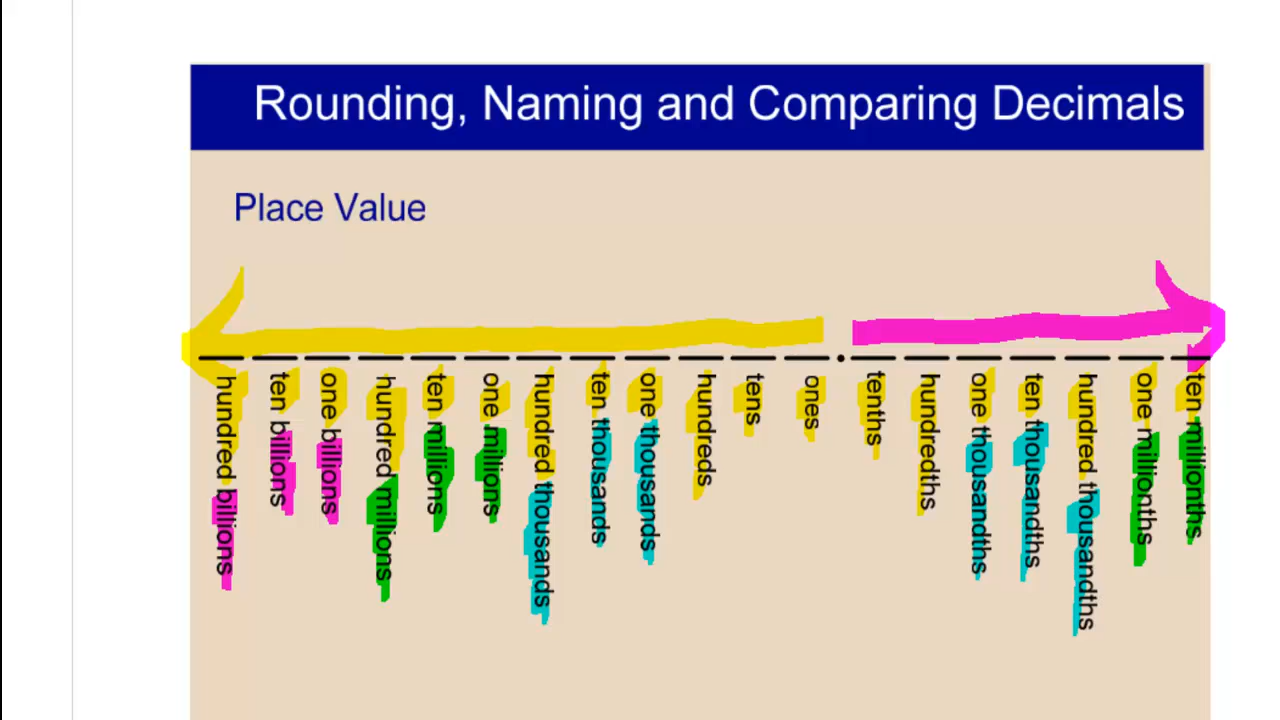 Rounding, Naming and Comparing Decimals
Place Value
hundred billions
ten billions
one billions
hundred millions
ten millions
one millions
hundred thousands
ten thousands
one thousands
hundreds
tens
ones
.
tenths
hundredths
one thousandths
ten thousandths
hundred thousandths
one millionths
ten millionths